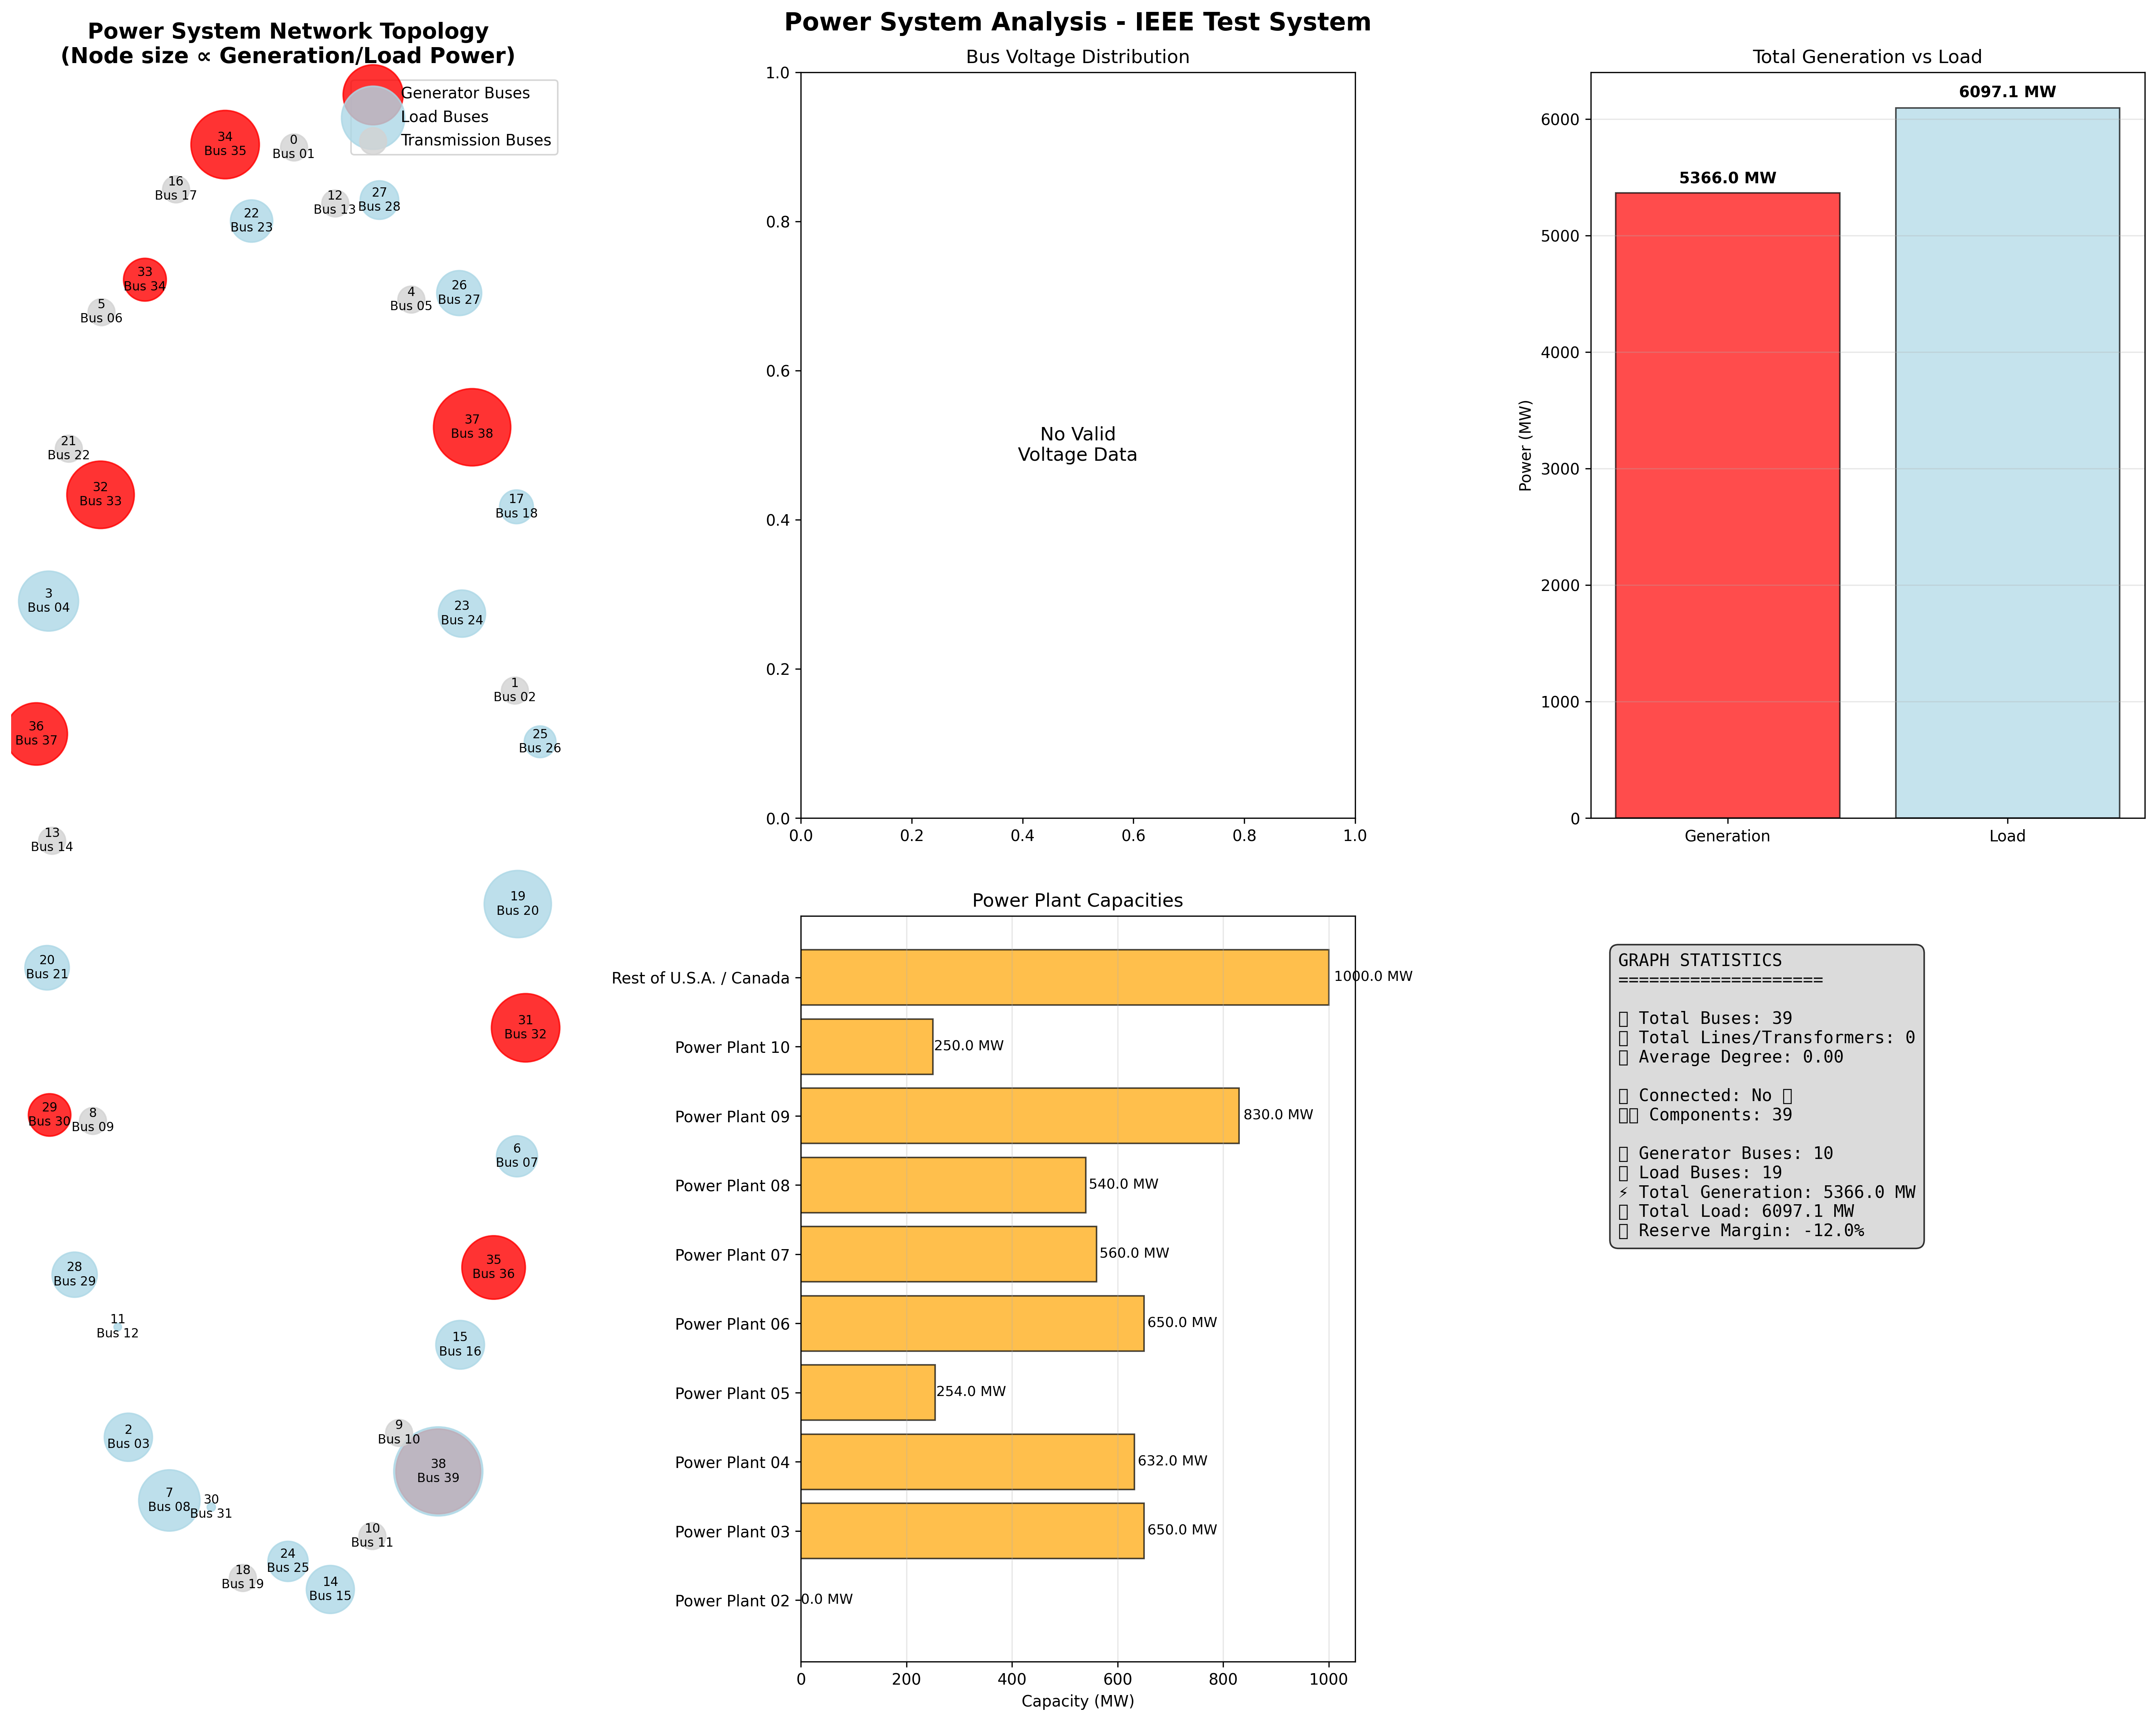 Power System Analysis - IEEE Test System
Power System Network Topology
(Node size ∝ Generation/Load Power)
Generator Buses
Load Buses
Transmission Buses
34
Bus 35
0
Bus 01
16
Bus 17
12
Bus 13
27
Bus 28
22
Bus 23
33
Bus 34
5
Bus 06
4
Bus 05
26
Bus 27
37
Bus 38
21
Bus 22
32
Bus 33
17
Bus 18
3
Bus 04
23
Bus 24
1
Bus 02
36
Bus 37
25
Bus 26
13
Bus 14
19
Bus 20
20
Bus 21
31
Bus 32
29
Bus 30
8
Bus 09
6
Bus 07
28
Bus 29
35
Bus 36
11
Bus 12
15
Bus 16
2
Bus 03
9
Bus 10
38
Bus 39
7
Bus 08
30
Bus 31
10
Bus 11
24
Bus 25
18
Bus 19
14
Bus 15
Bus Voltage Distribution
1.0
0.8
0.6
0.4
0.2
0.0
No Valid
Voltage Data
0.0 0.2 0.4 0.6 0.8 1.0
Total Generation vs Load
Power (MW)
6000
5000
4000
3000
2000
1000
0
5366.0 MW
6097.1 MW
Generation Load
Power Plant Capacities
Rest of U.S.A. / Canada 1000.0 MW
Power Plant 10 250.0 MW
Power Plant 09 830.0 MW
Power Plant 08 540.0 MW
Power Plant 07 560.0 MW
Power Plant 06 650.0 MW
Power Plant 05 254.0 MW
Power Plant 04 632.0 MW
Power Plant 03 650.0 MW
Power Plant 02 0.0 MW
0 200 400 600 800 1000
Capacity (MW)
GRAPH STATISTICS
====================
Total Buses: 39
Total Lines/Transformers: 0
Average Degree: 0.00
Connected: No
Components: 39
Generator Buses: 10
Load Buses: 19
⚡ Total Generation: 5366.0 MW
Total Load: 6097.1 MW
Reserve Margin: -12.0%